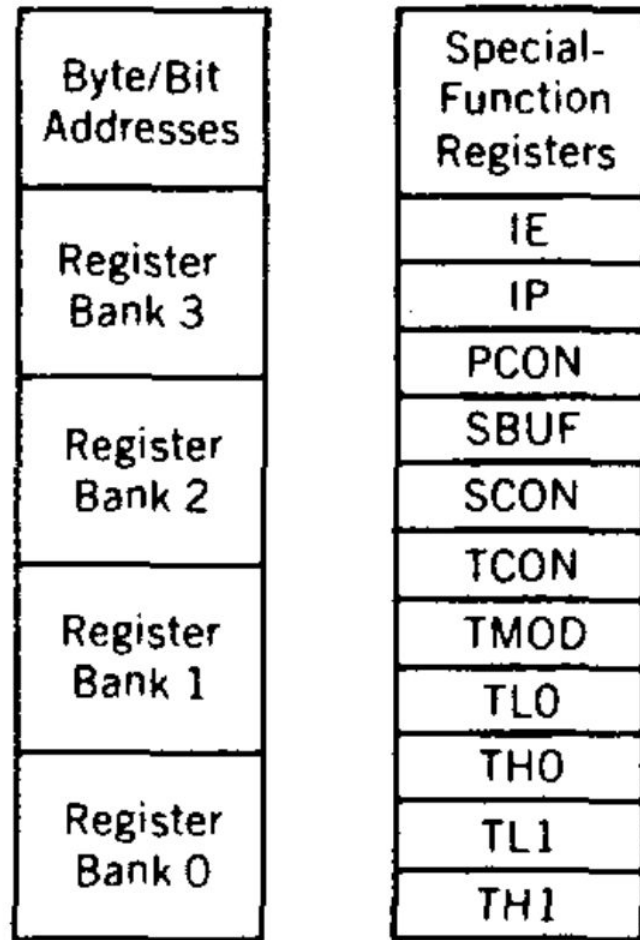 Byte/Bit
Addresses
Register
Bank 3
Register
Bank 2
Register
Bank 1
Register
Bank 0
Special-
Function
Registers
IE
IP
PCON
SBUF
SCON
TCON
TMOD
TL0
TH0
TL1
TH1